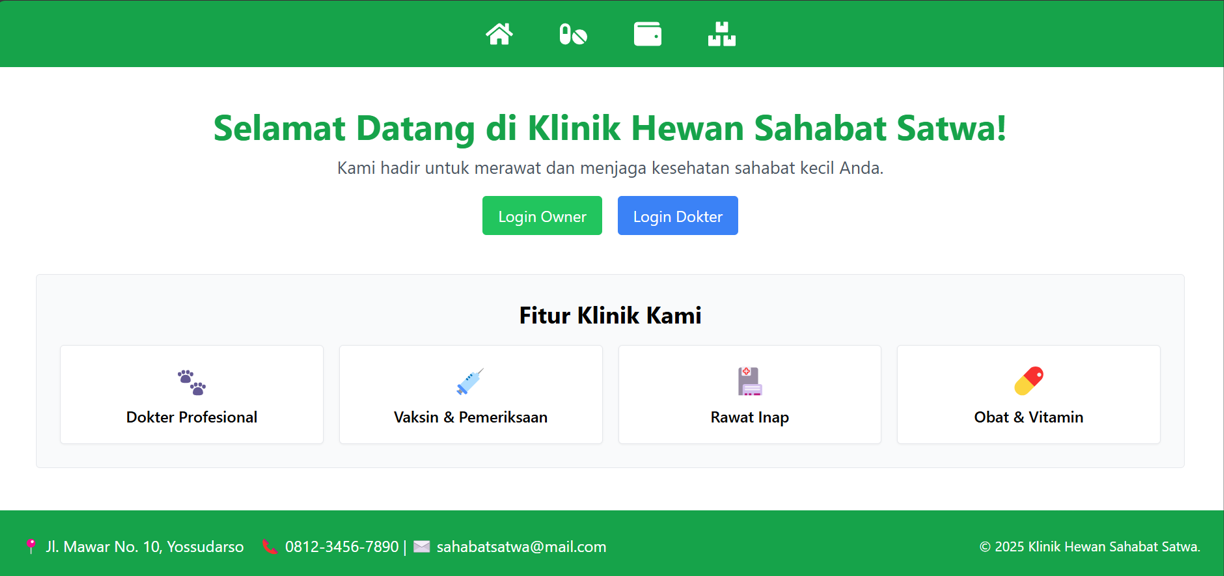 Selamat Datang di Klinik Hewan Sahabat Satwa!
Kami hadir untuk merawat dan menjaga kesehatan sahabat kecil Anda.
Login Owner Login Dokter
Fitur Klinik Kami
Dokter Profesional
Vaksin & Pemeriksaan
Rawat Inap
Obat & Vitamin
Jl. Mawar No. 10, Yossudarso 0812-3456-7890 | sahabatsatwa@mail.com
© 2025 Klinik Hewan Sahabat Satwa.